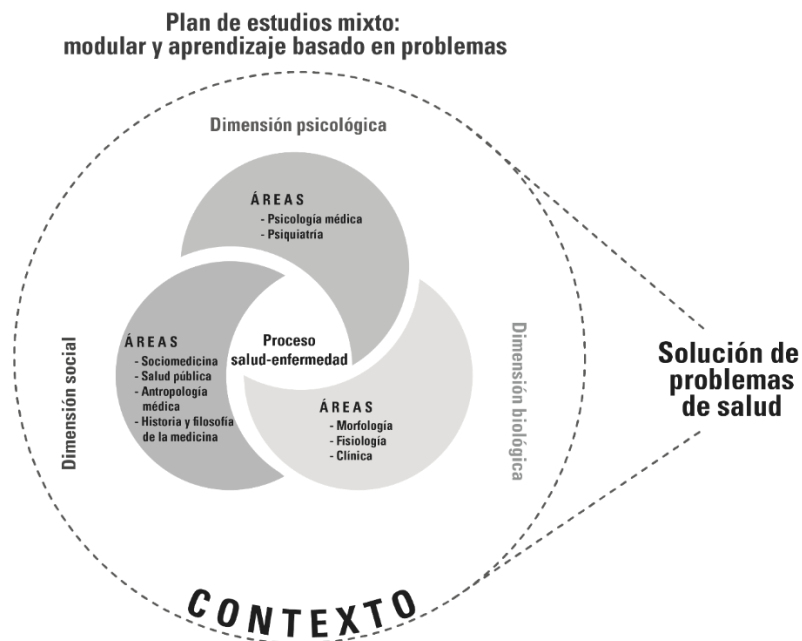 Plan de estudios mixto:
modular y aprendizaje basado en problemas
Dimensión psicológica
ÁREAS
- Psicología médica
- Psiquiatría
Dimensión social
ÁREAS
- Sociomedicina
- Salud pública
- Antropología
médica
- Historia y filosofía
de la medicina
Proceso
salud-enfermedad
ÁREAS
- Morfología
- Fisiología
- Clínica
Dimensión biológica
Solución de
problemas
de salud
CONTEXTO